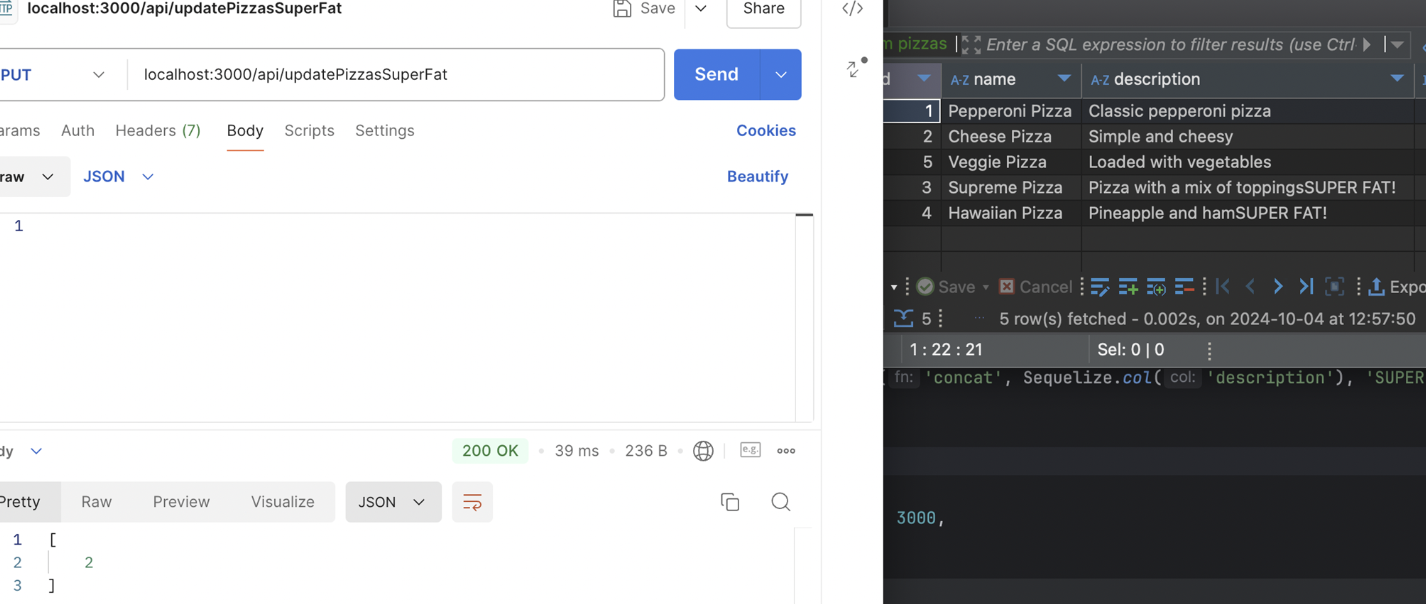 localhost:3000/api/updatePizzasSuperFat
Save
Share
</>
PUT
localhost:3000/api/updatePizzasSuperFat
Send
arams
Auth
Headers (7)
Body
Scripts
Settings
Cookies
raw
JSON
Beautify
1
dy
200 OK
39 ms
236 B
e.g.
Pretty
Raw
Preview
Visualize
JSON
1 [
2 2
3 ]
m pizzas
Enter a SQL expression to filter results (use Ctrl
d
A-Z name
A-Z description
1 Pepperoni Pizza Classic pepperoni pizza
2 Cheese Pizza Simple and cheesy
5 Veggie Pizza Loaded with vegetables
3 Supreme Pizza Pizza with a mix of toppingsSUPER FAT!
4 Hawaiian Pizza Pineapple and hamSUPER FAT!
Save
Cancel
Expo
5
5 row(s) fetched - 0.002s, on 2024-10-04 at 12:57:50
1 : 22 : 21
Sel: 0 | 0
fn: 'concat', Sequelize.col( col: 'description'), 'SUPER
3000,